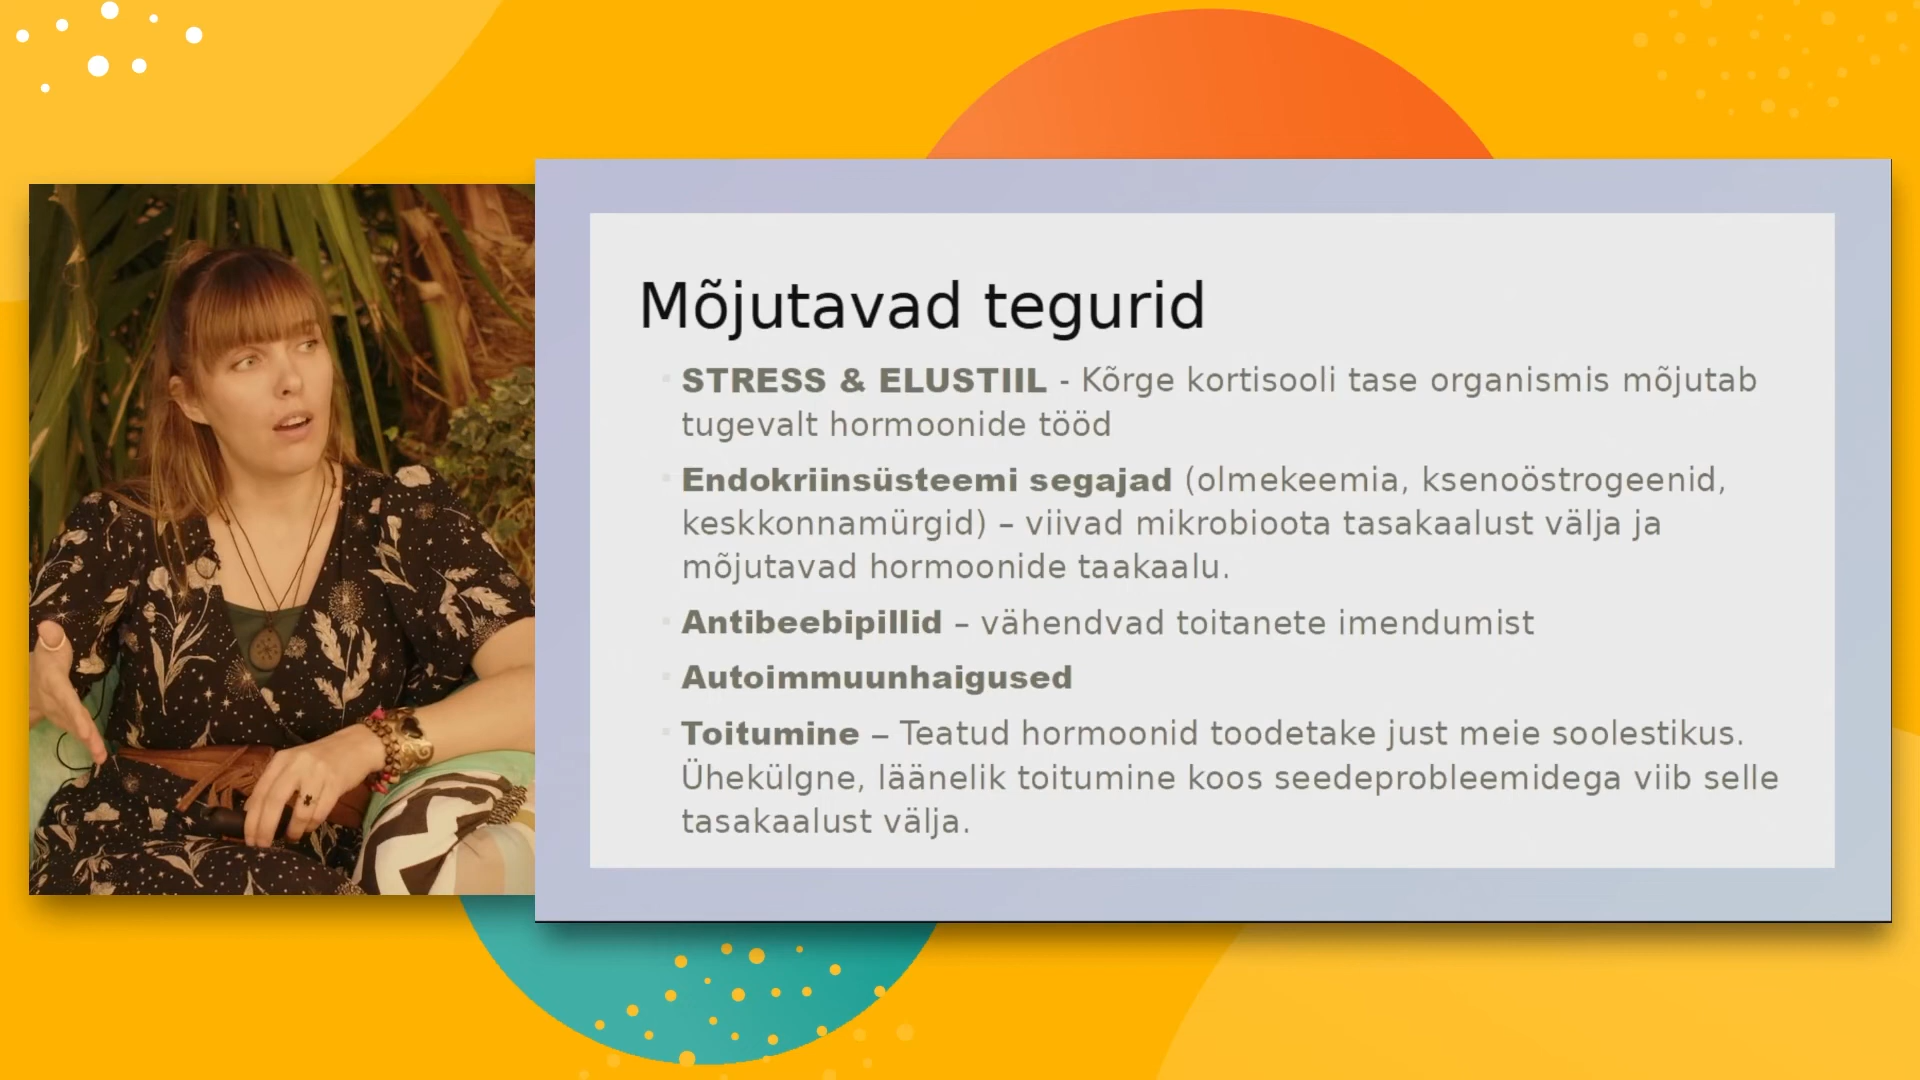 Mõjutavad tegurid
STRESS & ELUSTIIL - Kõrge kortisooli tase organismis mõjutab
tugevalt hormoonide tööd
Endokriinsüsteemi segajad (olmekeemia, ksenoöstrogeenid,
keskkonnamürgid) – viivad mikrobioota tasakaalust välja ja
mõjutavad hormoonide taakaalu.
Antibeebipillid – vähendvad toitanete imendumist
Autoimmuunhaigused
Toitumine – Teatud hormoonid toodetake just meie soolestikus.
Ühekülgne, läänelik toitumine koos seedeprobleemidega viib selle
tasakaalust välja.